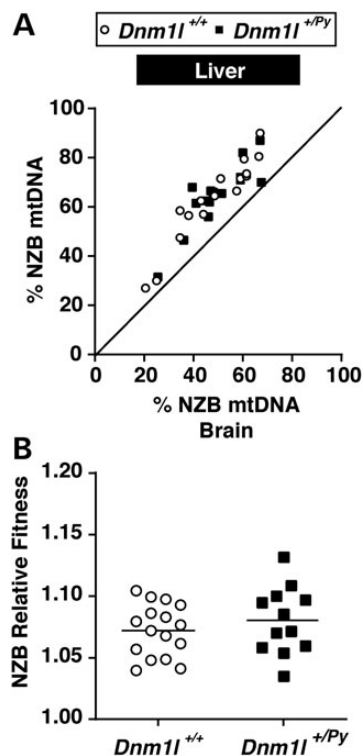 A
Dnm1l +/+ Dnm1l +/Py
Liver
100
80
60
40
20
0
% NZB mtDNA
0 20 40 60 80 100
% NZB mtDNA
Brain
B
1.20
1.15
1.10
1.05
1.00
NZB Relative Fitness
Dnm1l +/+ Dnm1l +/Py